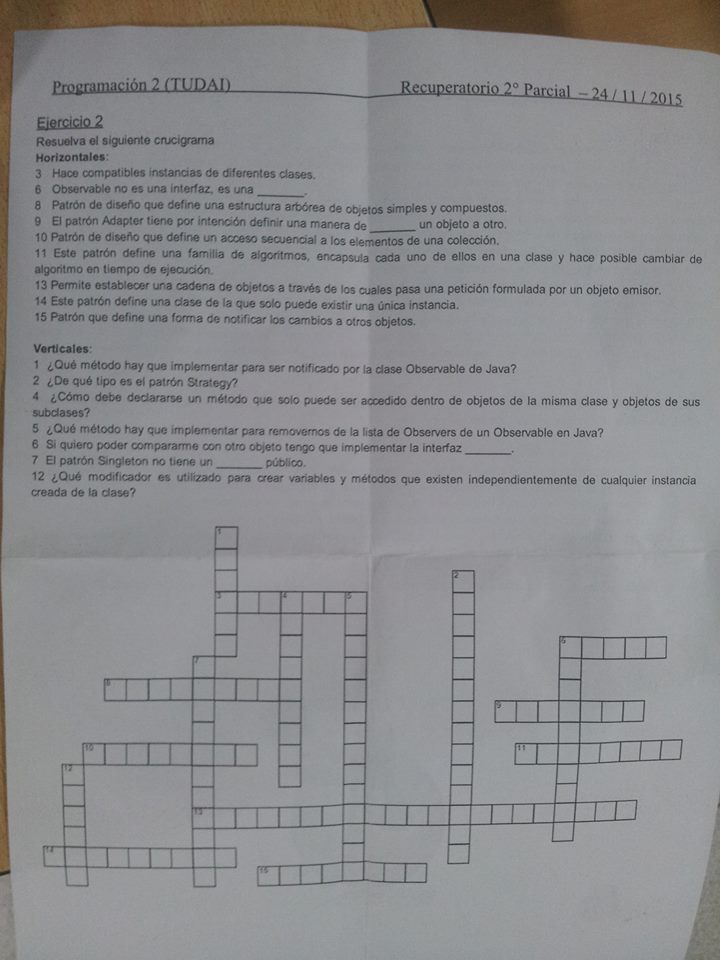 Programación 2 (TUDAI) Recuperatorio 2° Parcial – 24 / 11 / 2015
Ejercicio 2
Resuelva el siguiente crucigrama
Horizontales:
3 Hace compatibles instancias de diferentes clases.
6 Observable no es una interfaz, es una ________.
8 Patrón de diseño que define una estructura arbórea de objetos simples y compuestos.
9 El patrón Adapter tiene por intención definir una manera de _______ un objeto a otro.
10 Patrón de diseño que define un acceso secuencial a los elementos de una colección.
11 Este patrón define una familia de algoritmos, encapsula cada uno de ellos en una clase y hace posible cambiar de
algoritmo en tiempo de ejecución.
13 Permite establecer una cadena de objetos a través de los cuales pasa una petición formulada por un objeto emisor.
14 Este patrón define una clase de la que solo puede existir una única instancia.
15 Patrón que define una forma de notificar los cambios a otros objetos.
Verticales:
1 ¿Qué método hay que implementar para ser notificado por la clase Observable de Java?
2 ¿De qué tipo es el patrón Strategy?
4 ¿Cómo debe declararse un método que solo puede ser accedido dentro de objetos de la misma clase y objetos de sus
subclases?
5 ¿Qué método hay que implementar para removernos de la lista de Observers de un Observable en Java?
6 Si quiero poder compararme con otro objeto tengo que implementar la interfaz _______.
7 El patrón Singleton no tiene un _______ público.
12 ¿Qué modificador es utilizado para crear variables y métodos que existen independientemente de cualquier instancia
creada de la clase?
1
2
3 4 5
6
7
8
9
10
11
12
13
14
15